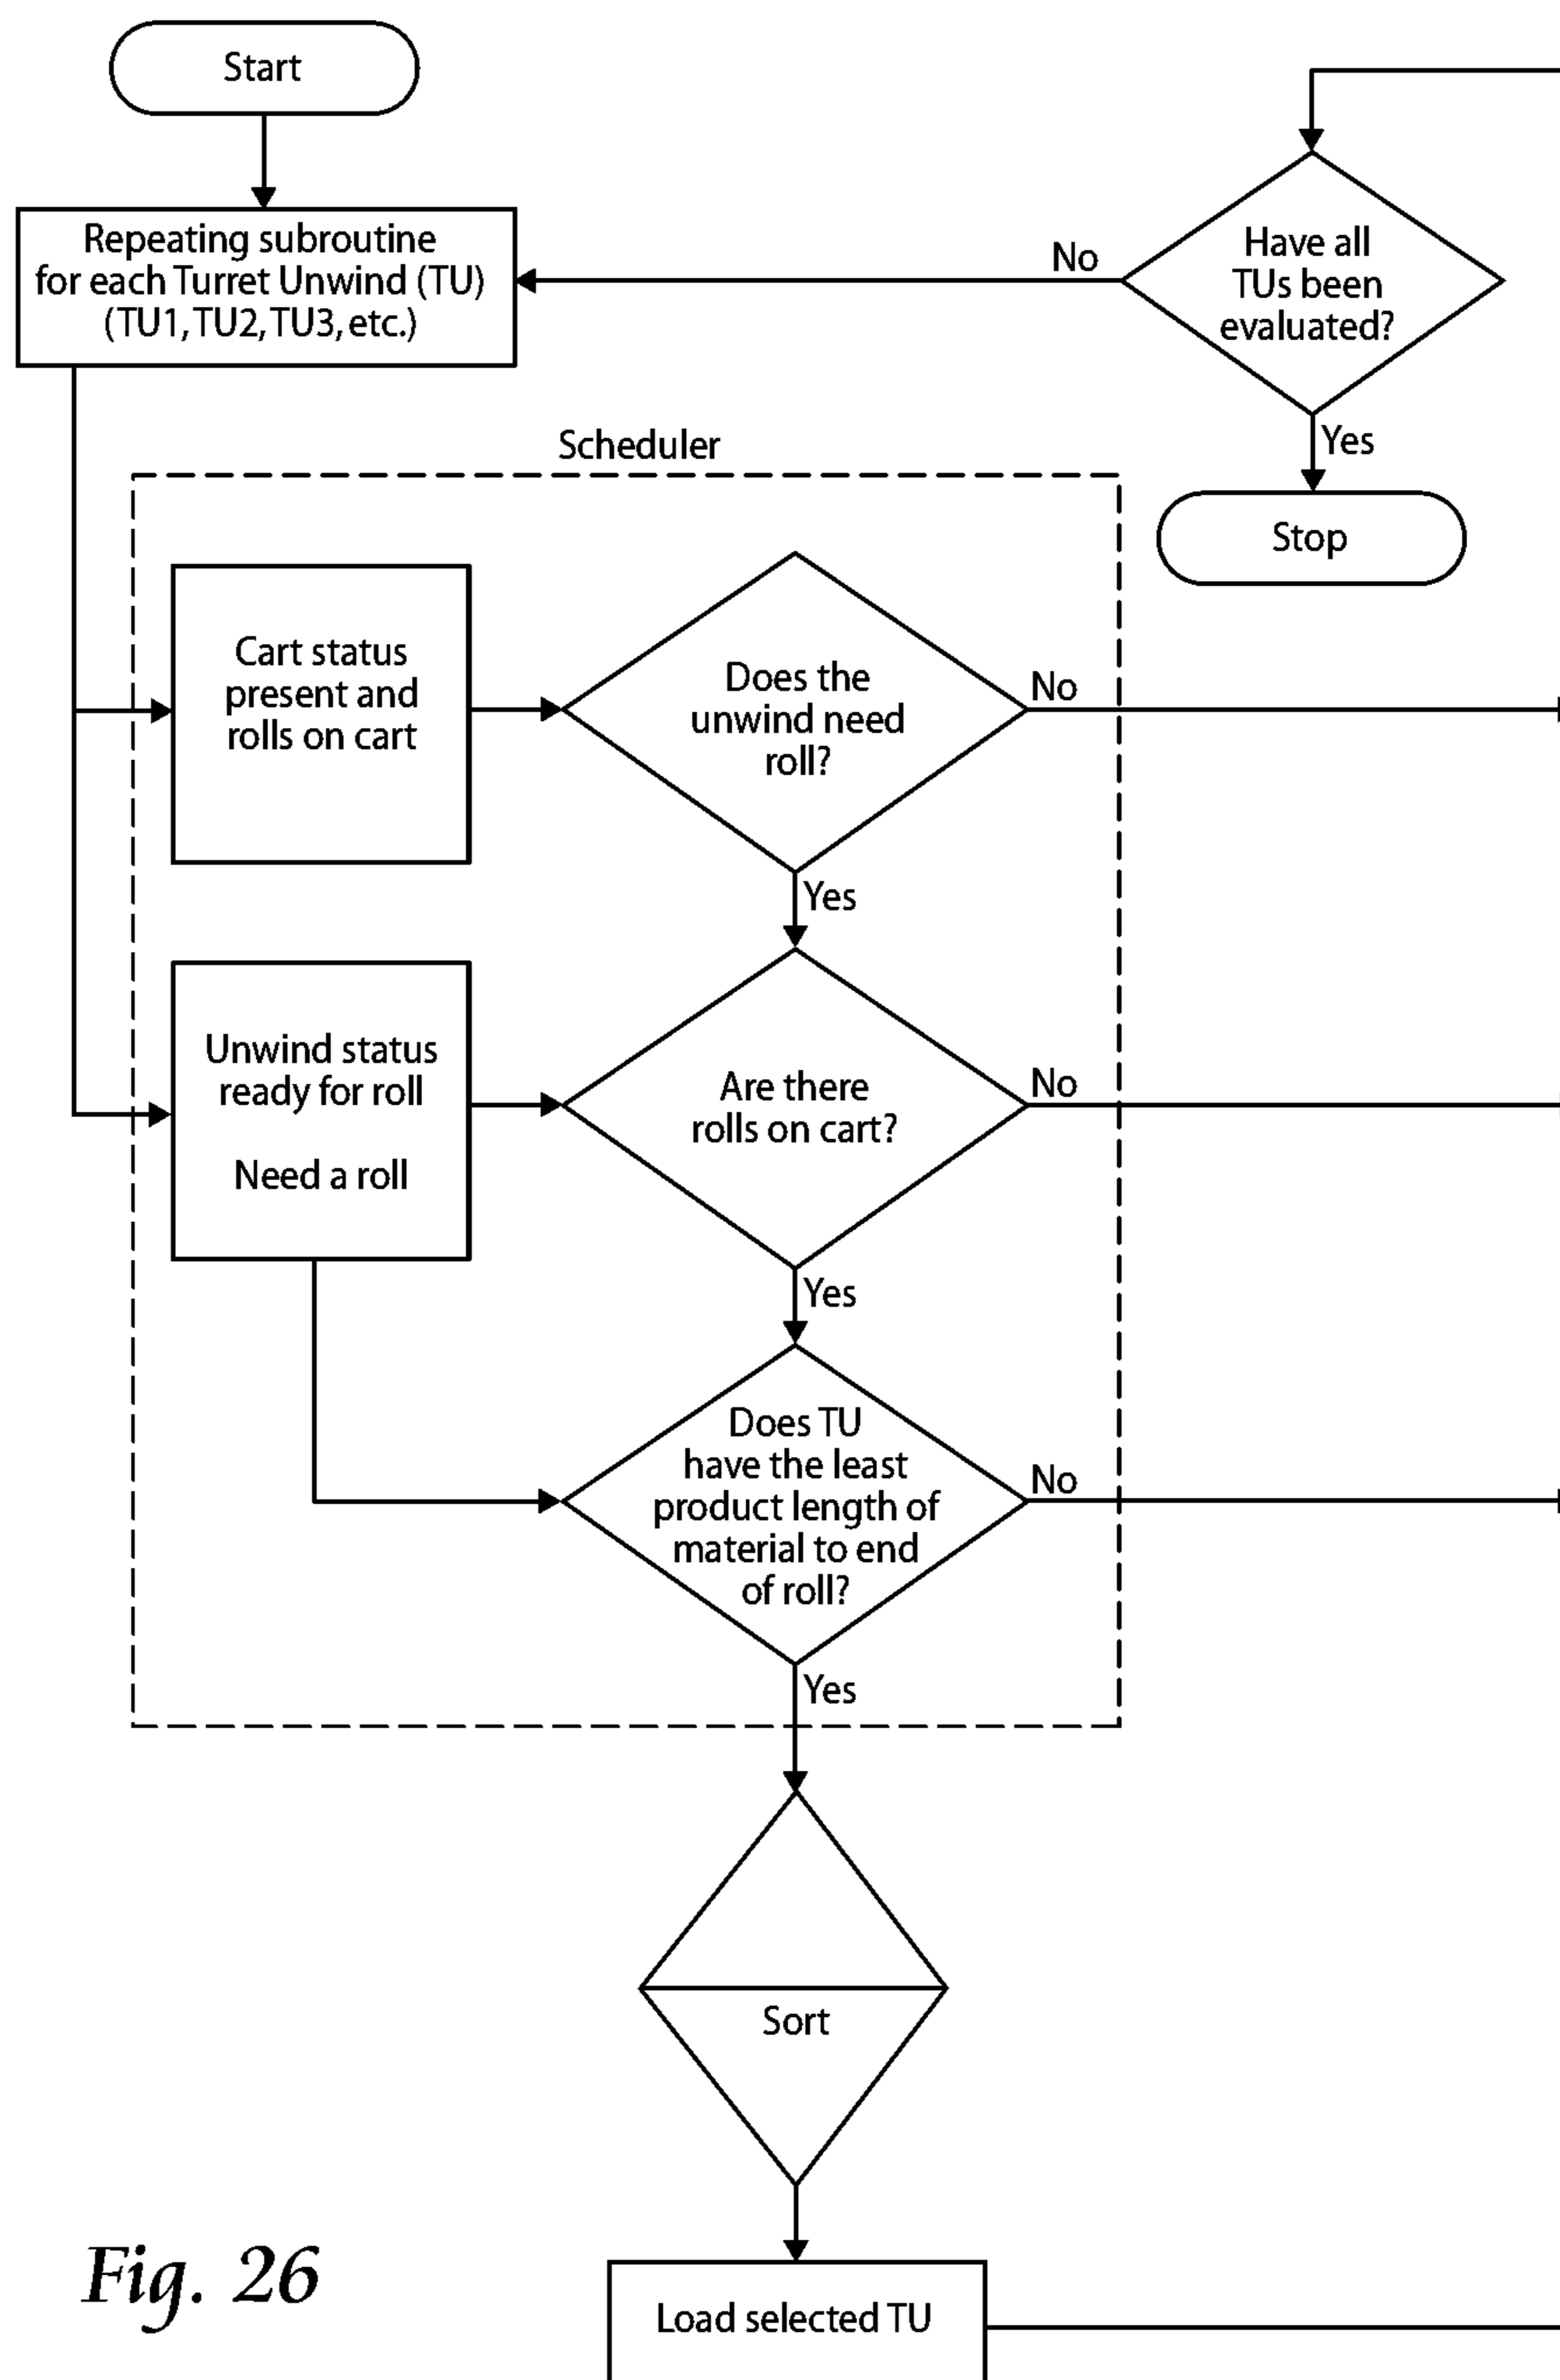 Start
Repeating subroutine
for each Turret Unwind (TU)
(TU1, TU2, TU3, etc.)
No
Have all
TUs been
evaluated?
Yes
Stop
Scheduler
Cart status
present and
rolls on cart
Does the
unwind need
roll?
No
Yes
Unwind status
ready for roll
Need a roll
Are there
rolls on cart?
No
Yes
Does TU
have the least
product length of
material to end
of roll?
No
Yes
Sort
Load selected TU
Fig. 26